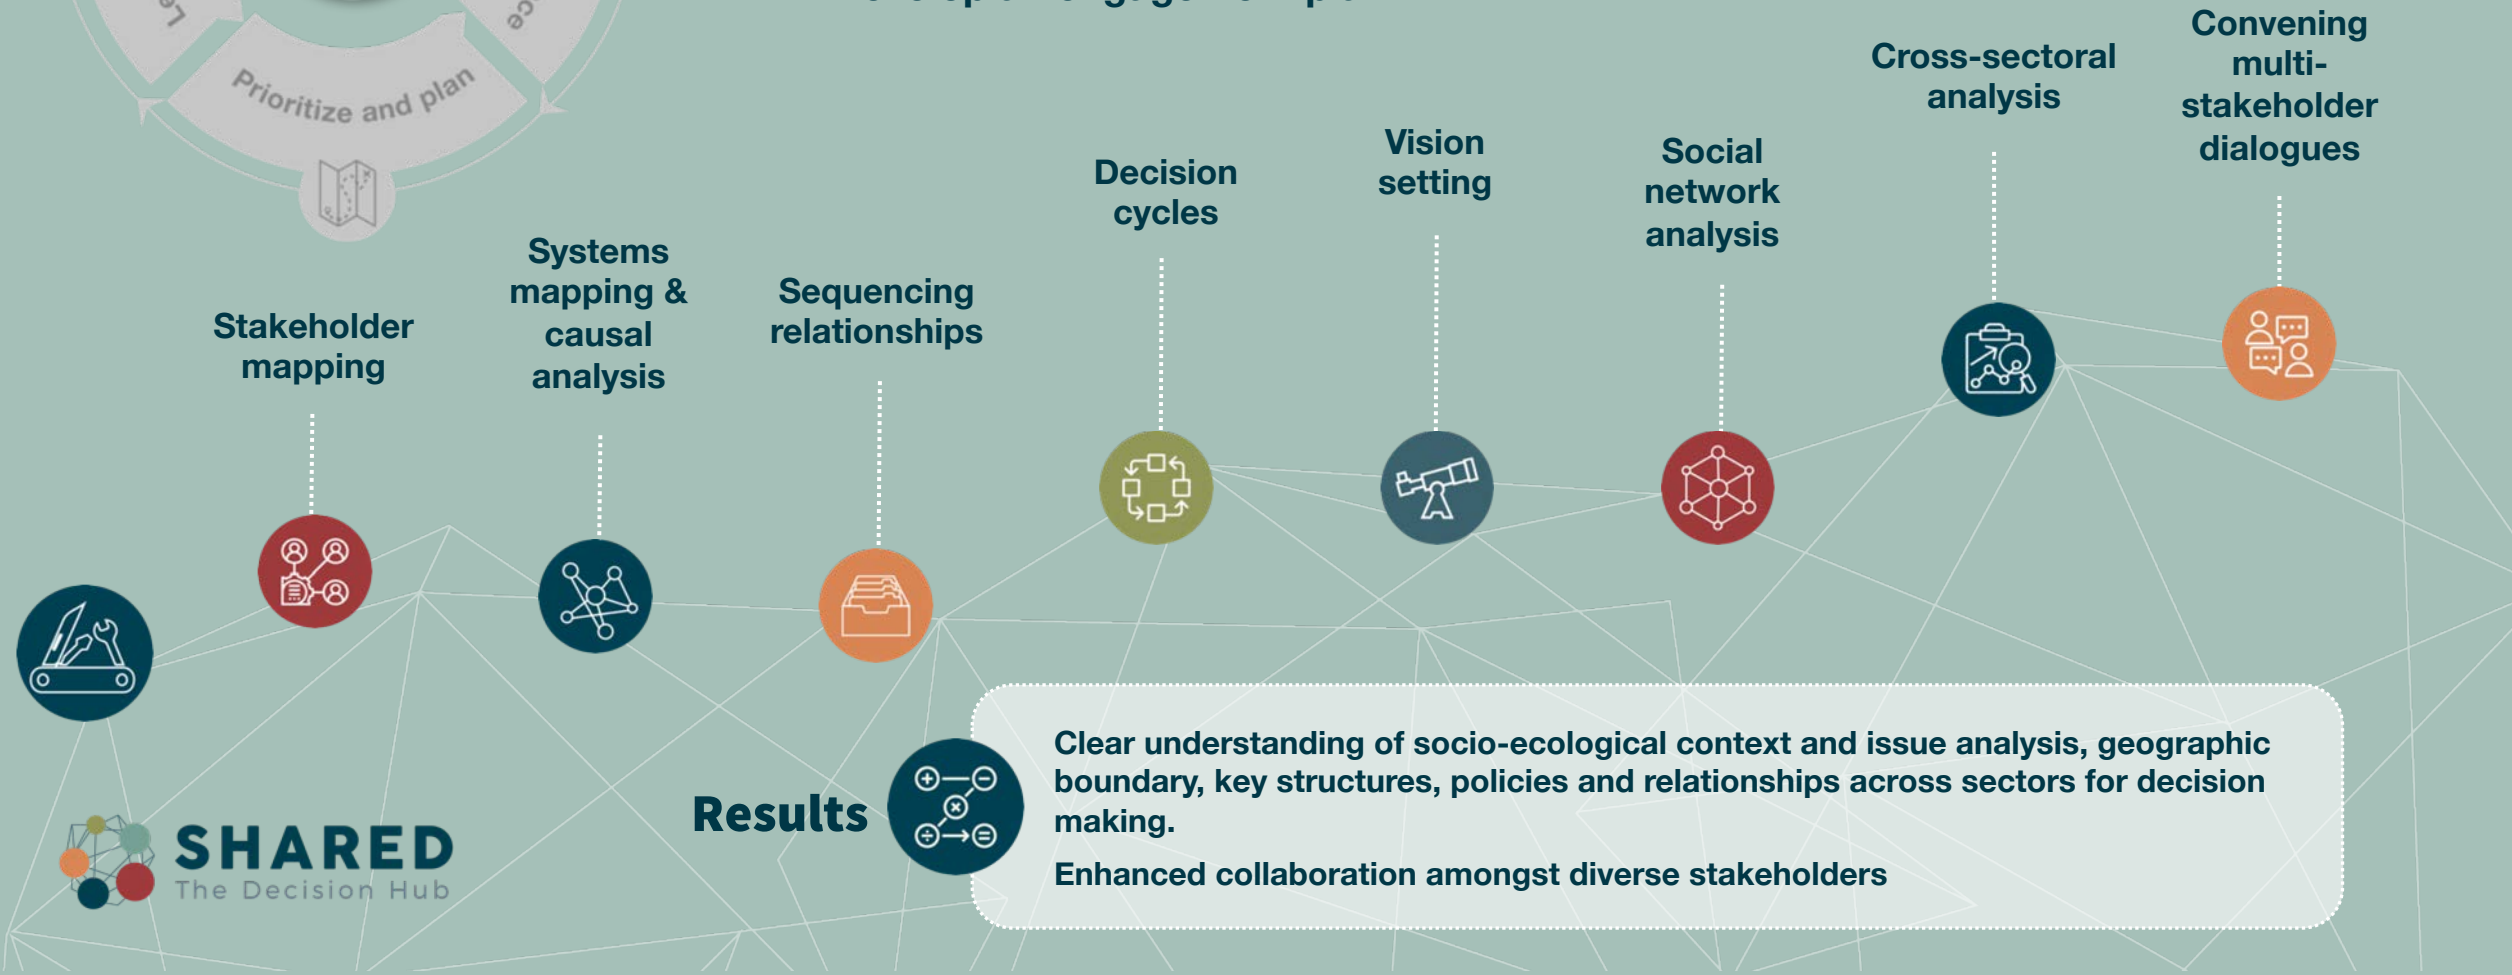 Prioritize and plan
Convening
multi-
stakeholder
dialogues
Cross-sectoral
analysis
Vision
setting
Social
network
analysis
Decision
cycles
Systems
mapping &
causal
analysis
Sequencing
relationships
Stakeholder
mapping
Results
Clear understanding of socio-ecological context and issue analysis, geographic
boundary, key structures, policies and relationships across sectors for decision
making.
Enhanced collaboration amongst diverse stakeholders
SHARED
The Decision Hub